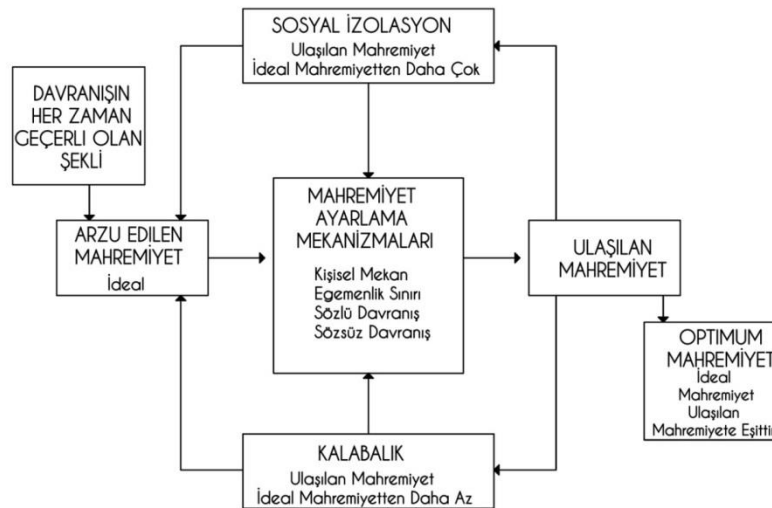 SOSYAL İZOLASYON
Ulaşılan Mahremiyet
İdeal Mahremiyetten Daha Çok
DAVRANIŞIN
HER ZAMAN
GEÇERLİ OLAN
ŞEKLİ
ARZU EDİLEN
MAHREMİYET
İdeal
MAHREMİYET
AYARLAMA
MEKANİZMALARI
Kişisel Mekan
Egemenlik Sınırı
Sözlü Davranış
Sözsüz Davranış
ULAŞILAN
MAHREMİYET
OPTIMUM
MAHREMİYET
İdeal
Mahremiyet
Ulaşılan
Mahremiyete Eşittir
KALABALIK
Ulaşılan Mahremiyet
İdeal Mahremiyetten Daha Az